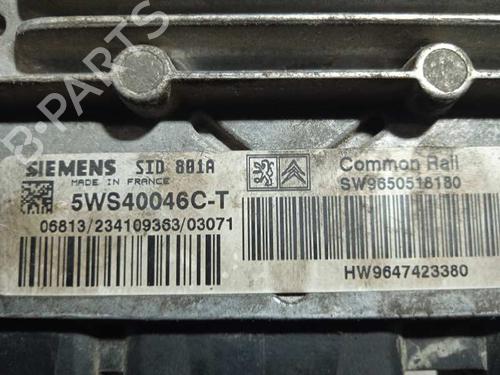 B-PARTS
SIEMENS SID 801A
MADE IN FRANCE
5WS40046C-T
06813/234109363/03071
Common Rail
SW9650518180
HW9647423380